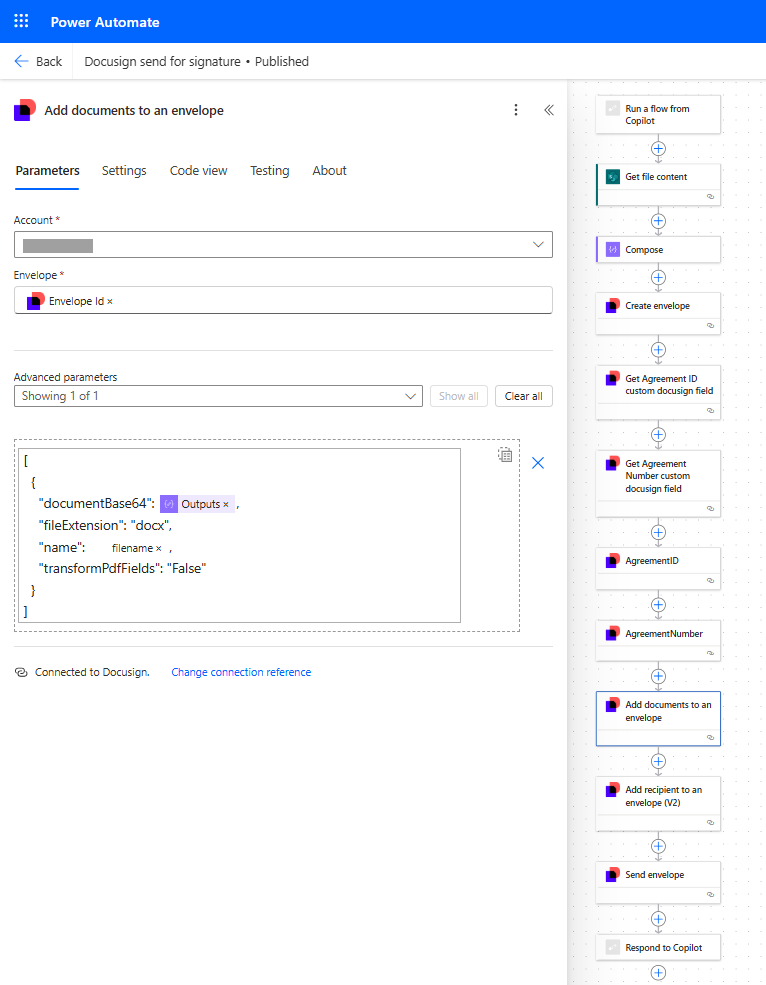 Power Automate
Back
Docusign send for signature • Published
Add documents to an envelope
Parameters
Settings
Code view
Testing
About
Account *
Envelope *
Envelope Id ×
Advanced parameters
Showing 1 of 1
Show all
Clear all
[
{
"documentBase64": Outputs × ,
"fileExtension": "docx",
"name": filename × ,
"transformPdfFields": "False"
}
]
Connected to Docusign.
Change connection reference
Run a flow from
Copilot
Get file content
Compose
Create envelope
Get Agreement ID
custom docusign field
Get Agreement
Number custom
docusign field
AgreementID
AgreementNumber
Add documents to an
envelope
Add recipient to an
envelope (V2)
Send envelope
Respond to Copilot